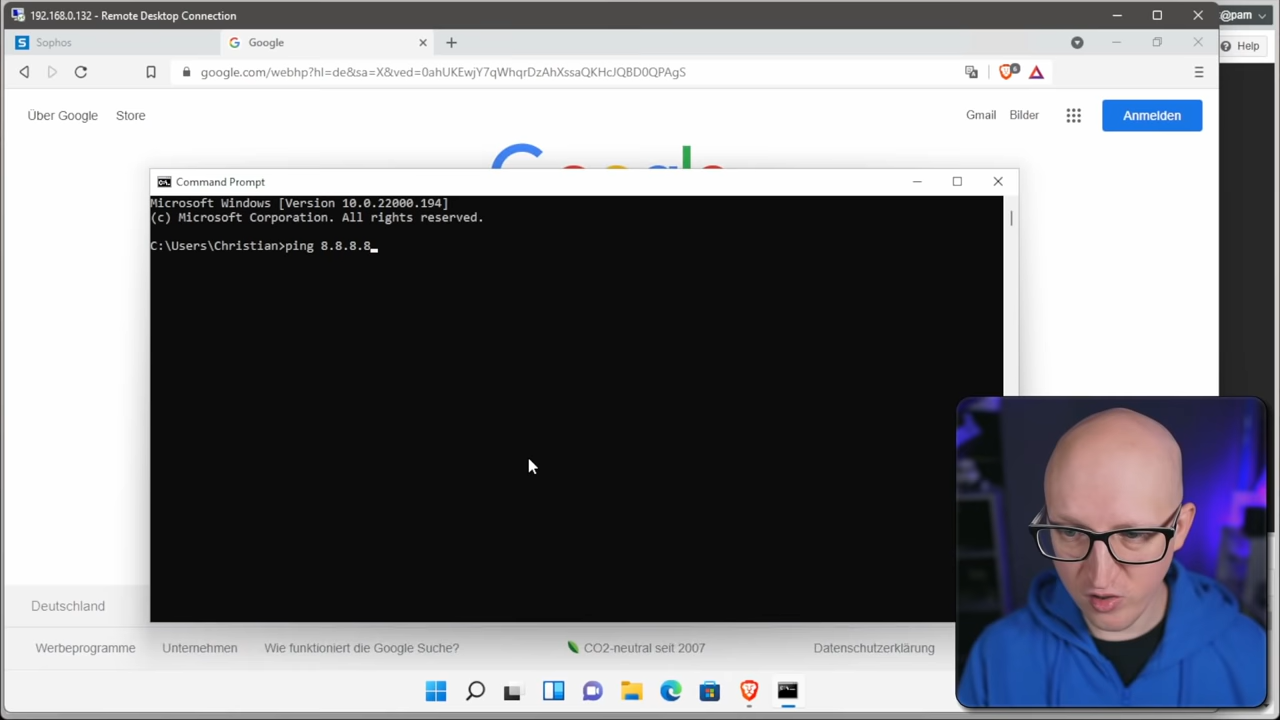 192.168.0.132 - Remote Desktop Connection
@pam
Sophos
Google
Help
google.com/webhp?hl=de&sa=X&ved=0ahUKEwjY7qWhqrDzAhXssaQKHcJQBD0QPAgS
6
Über Google
Store
Gmail
Bilder
Anmelden
Google
Command Prompt
Microsoft Windows [Version 10.0.22000.194]
(c) Microsoft Corporation. All rights reserved.
C:\Users\Christian>ping 8.8.8.8
Deutschland
Werbeprogramme
Unternehmen
Wie funktioniert die Google Suche?
CO2-neutral seit 2007
Datenschutzerklärung